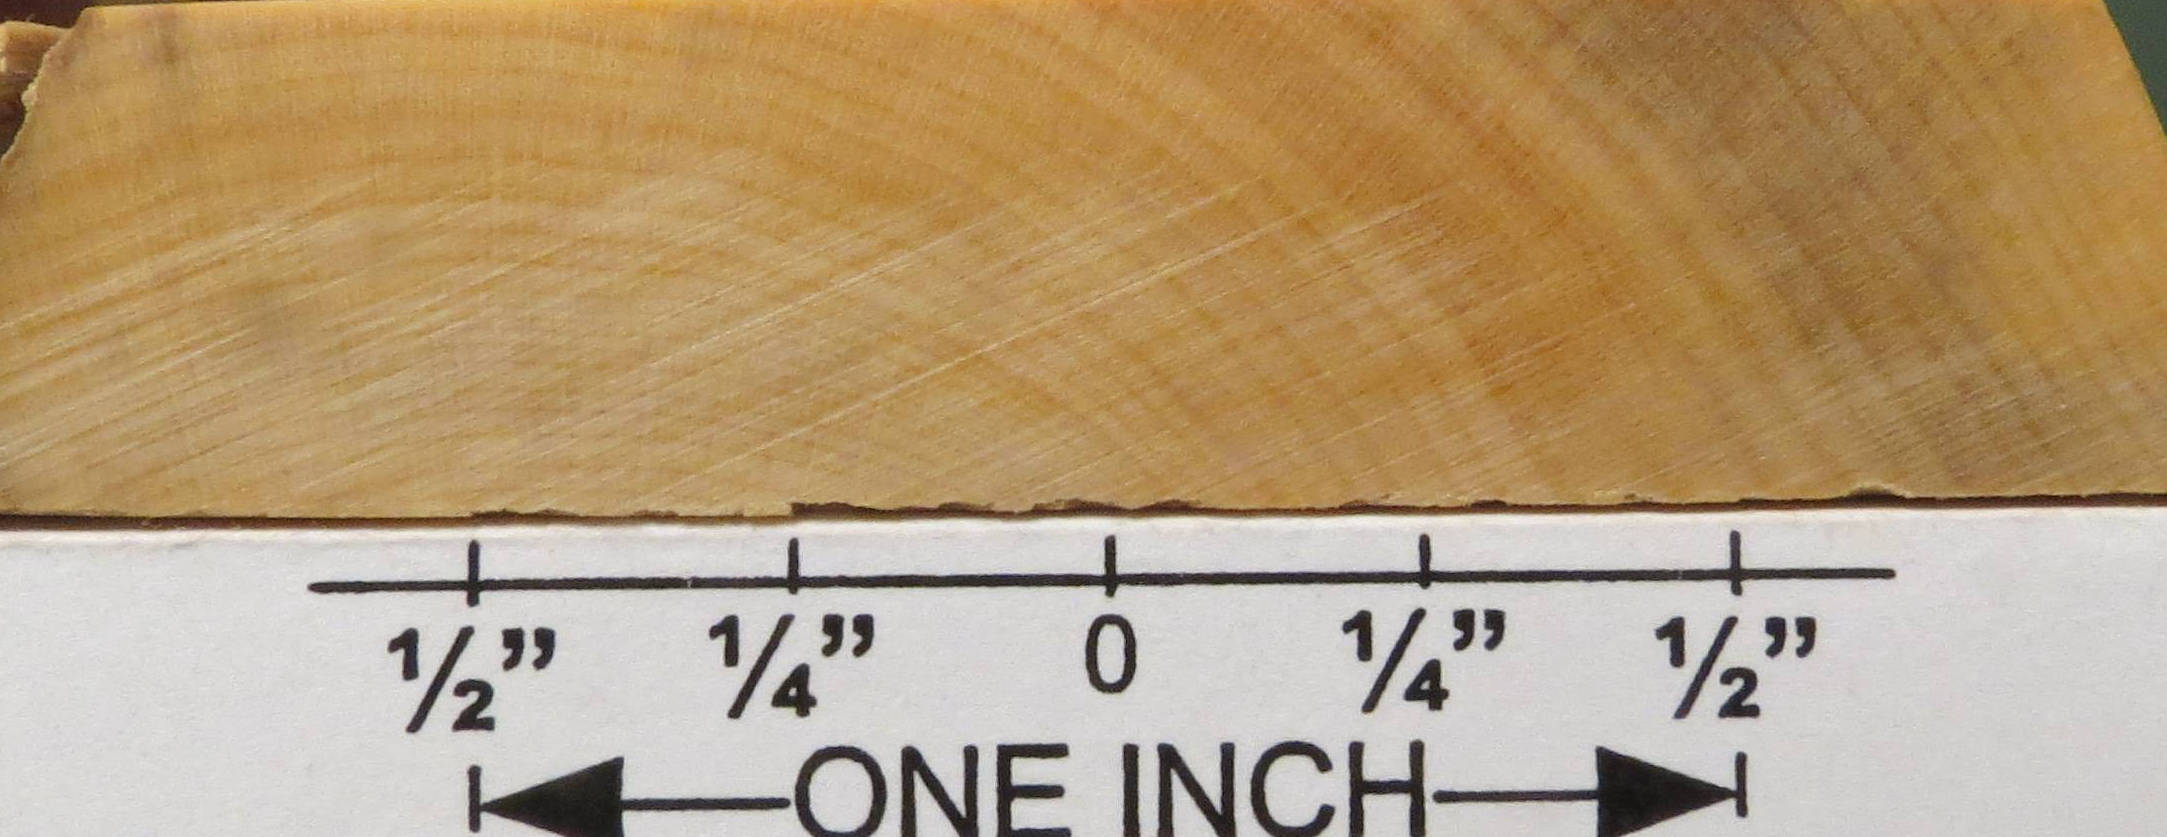 ½” ¼” 0 ¼” ½”
ONE INCH